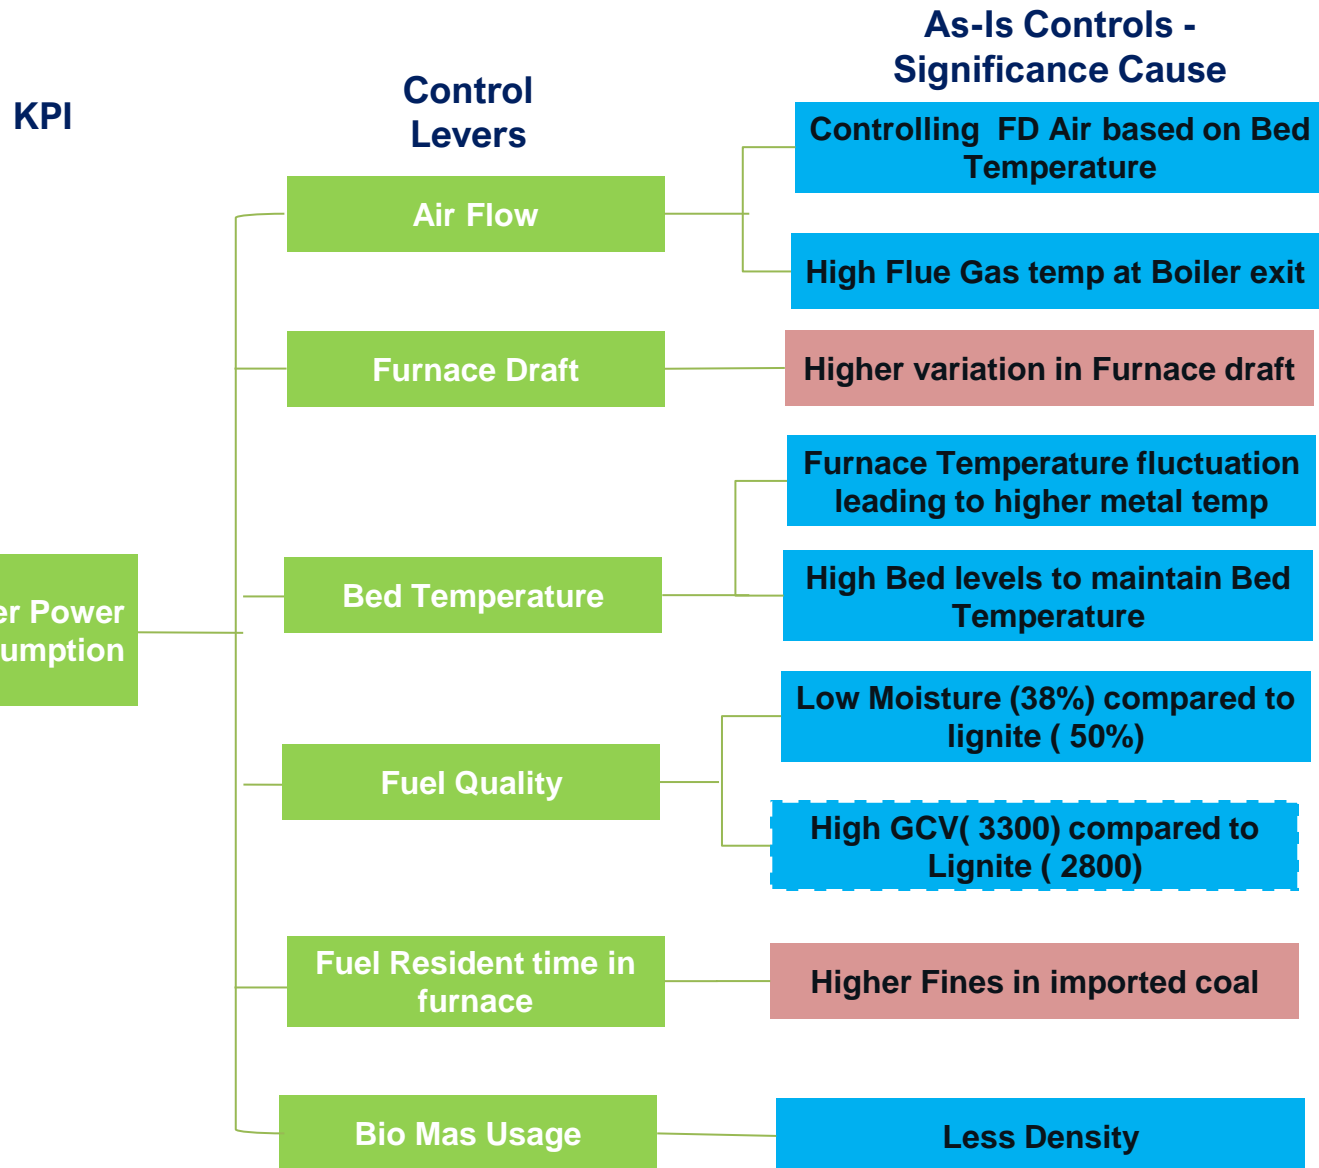 KPI
Control
Levers
As-Is Controls -
Significance Cause
Power
Air Flow
Controlling FD Air based on Bed
Temperature
High Flue Gas temp at Boiler exit
Furnace Draft
Higher variation in Furnace draft
Bed Temperature
Furnace Temperature fluctuation
leading to higher metal temp
High Bed levels to maintain Bed
Temperature
Fuel Quality
Low Moisture (38%) compared to
lignite ( 50%)
High GCV( 3300) compared to
Lignite ( 2800)
Fuel Resident time in
furnace
Higher Fines in imported coal
Bio Mas Usage
Less Density